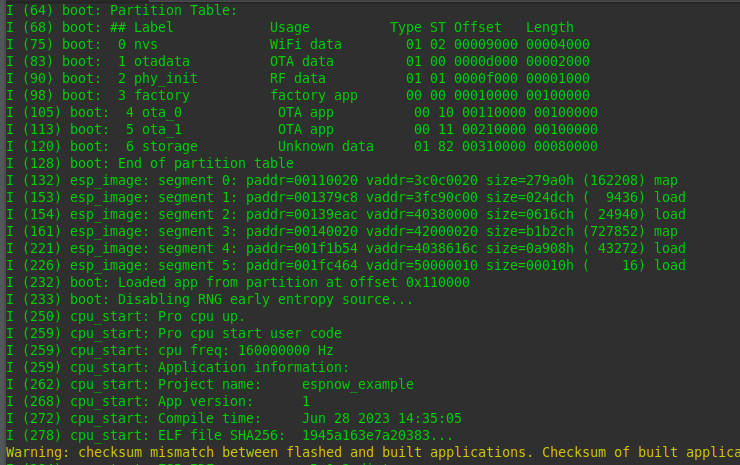 I (64) boot: Partition Table:
I (68) boot: ## Label            Usage          Type ST Offset   Length
I (75) boot:  0 nvs              WiFi data        01 02 00009000 00004000
I (83) boot:  1 otadata          OTA data         01 00 0000d000 00002000
I (90) boot:  2 phy_init         RF data          01 01 0000f000 00001000
I (98) boot:  3 factory          factory app      00 00 00010000 00100000
I (105) boot:  4 ota_0            OTA app          00 10 00110000 00100000
I (113) boot:  5 ota_1            OTA app          00 11 00210000 00100000
I (120) boot:  6 storage          Unknown data     01 82 00310000 00080000
I (128) boot: End of partition table
I (132) esp_image: segment 0: paddr=00110020 vaddr=3c0c0020 size=279a0h (162208) map
I (153) esp_image: segment 1: paddr=001379c8 vaddr=3fc90c00 size=024dch (  9436) load
I (154) esp_image: segment 2: paddr=00139eac vaddr=40380000 size=0616ch ( 24940) load
I (161) esp_image: segment 3: paddr=00140020 vaddr=42000020 size=b1b2ch (727852) map
I (221) esp_image: segment 4: paddr=001f1b54 vaddr=4038616c size=0a908h ( 43272) load
I (226) esp_image: segment 5: paddr=001fc464 vaddr=50000010 size=00010h (    16) load
I (232) boot: Loaded app from partition at offset 0x110000
I (233) boot: Disabling RNG early entropy source...
I (250) cpu_start: Pro cpu up.
I (259) cpu_start: Pro cpu start user code
I (259) cpu_start: cpu freq: 160000000 Hz
I (259) cpu_start: Application information:
I (262) cpu_start: Project name:     espnow_example
I (268) cpu_start: App version:      1
I (272) cpu_start: Compile time:     Jun 28 2023 14:35:05
I (278) cpu_start: ELF file SHA256:  1945a163e7a20383...
Warning: checksum mismatch between flashed and built applications. Checksum of built applica